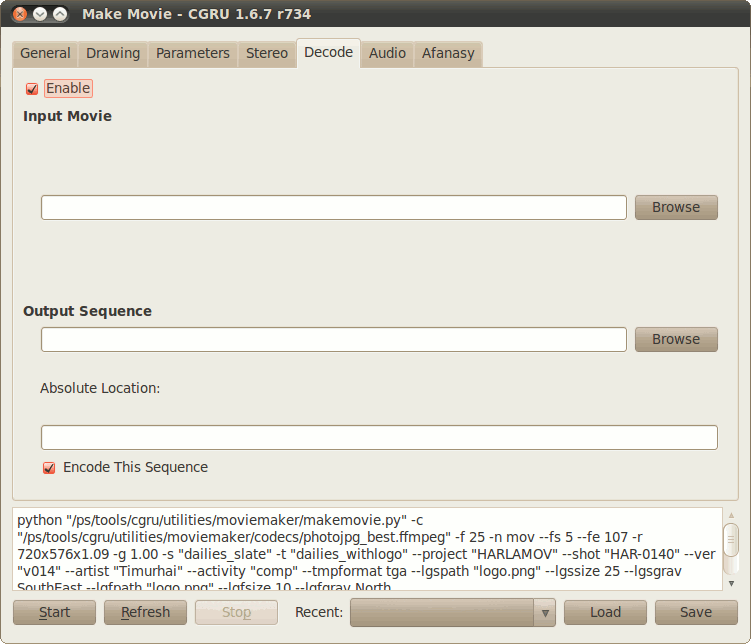 Make Movie - CGRU 1.6.7 r734
General Drawing Parameters Stereo Decode Audio Afanasy
Enable
Input Movie
Browse
Output Sequence
Browse
Absolute Location:
Encode This Sequence
python "/ps/tools/cgru/utilities/moviemaker/makemovie.py" -c
"/ps/tools/cgru/utilities/moviemaker/codecs/photojpg_best.ffmpeg" -f 25 -n mov --fs 5 --fe 107 -r
720x576x1.09 -g 1.00 -s "dailies_slate" -t "dailies_withlogo" --project "HARLAMOV" --shot "HAR-0140" --ver
"v014" --artist "Timurhai" --activity "comp" --tmpformat tga --lgspath "logo.png" --lgssize 25 --lgsgrav
SouthEast --lgfpath "logo.png" --lgfsize 10 --lgfgrav North
Start Refresh Stop Recent: Load Save